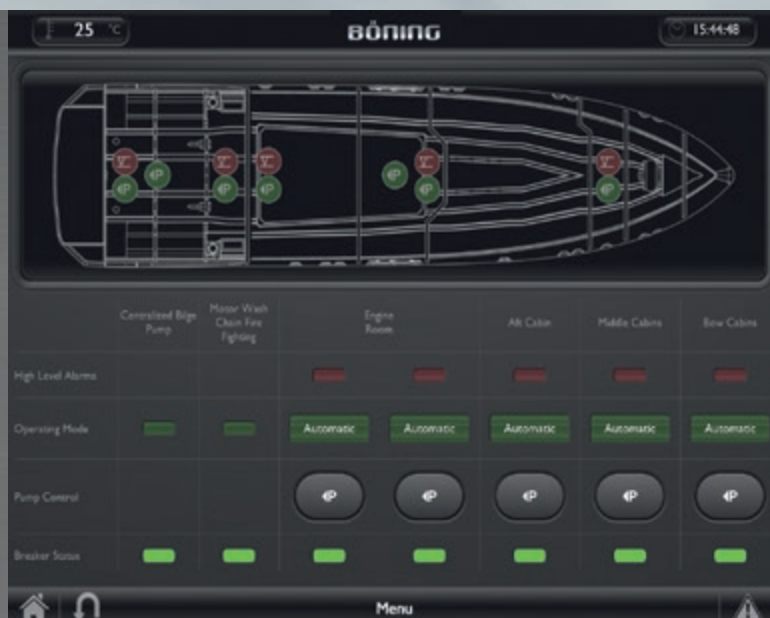 25 °C
BÖNING
15:44:48
Centralized Bilge
Pump
Motor Wash
Chain Fire
Fighting
Engine
Room
Aft Cabin
Middle Cabins
Bow Cabins
High Level Alarms
Operating Mode
Automatic Automatic Automatic Automatic Automatic
Pump Control
P P P P P
Breaker Status
Menu